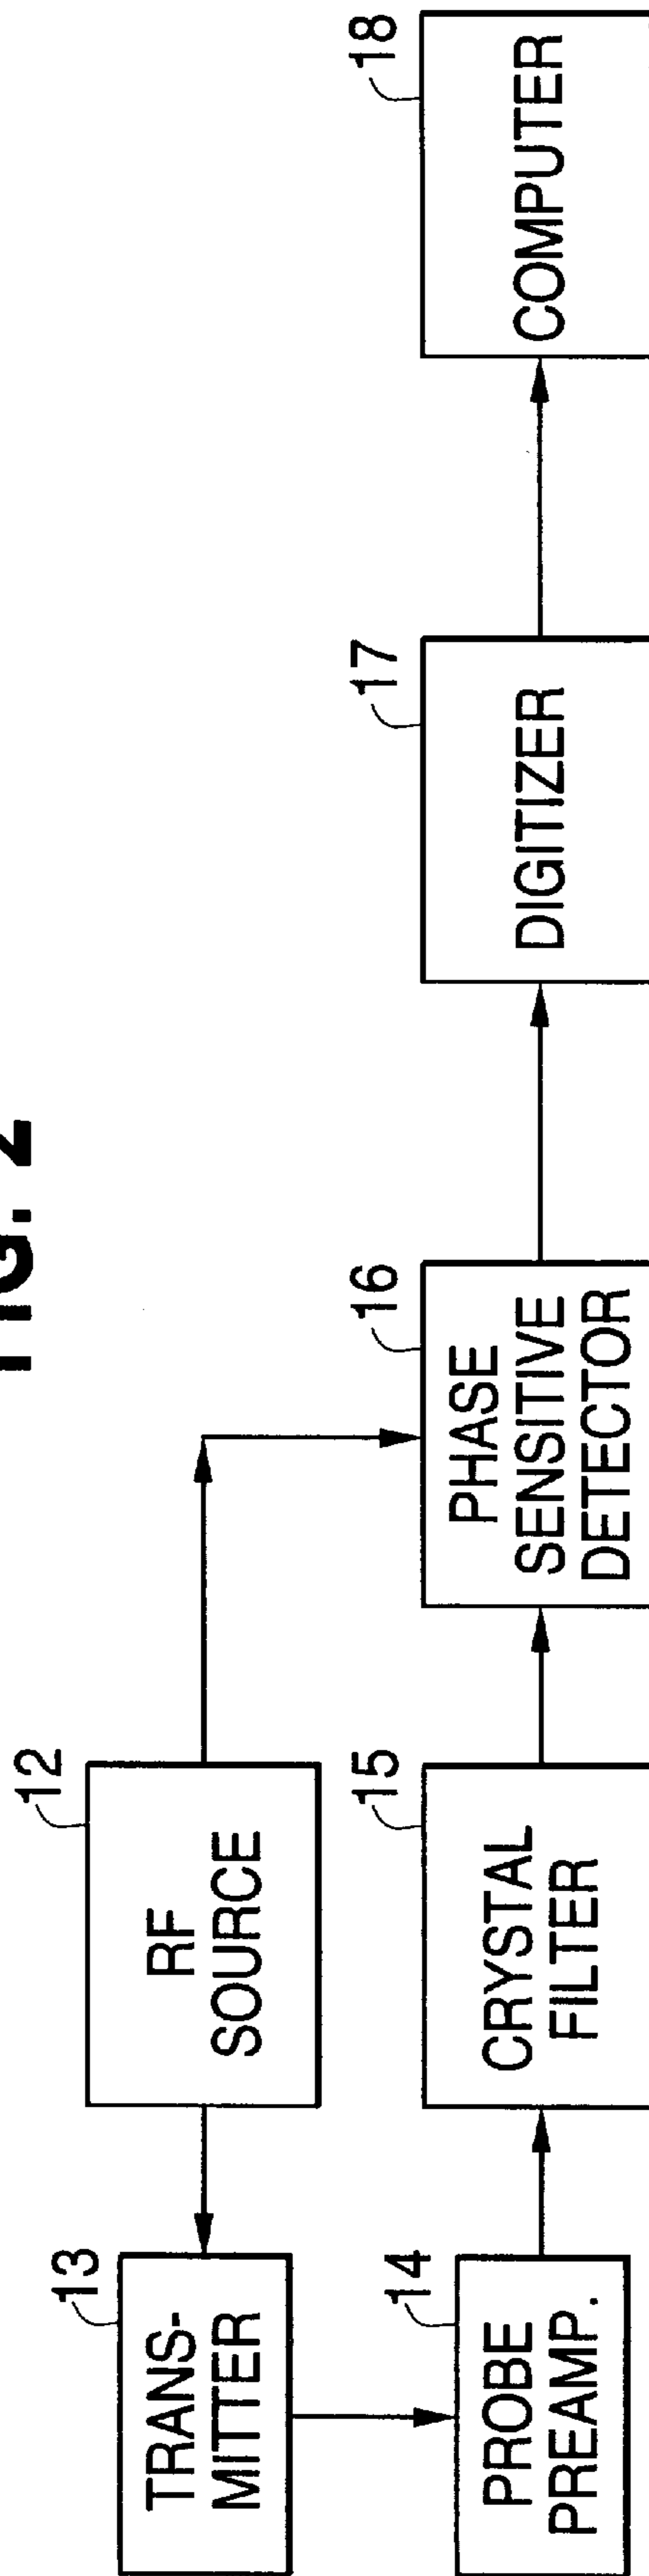 FIG. 2
12
RF
SOURCE
13
TRANS-
MITTER
14
PROBE
PREAMP.
15
CRYSTAL
FILTER
16
PHASE
SENSITIVE
DETECTOR
17
DIGITIZER
18
COMPUTER